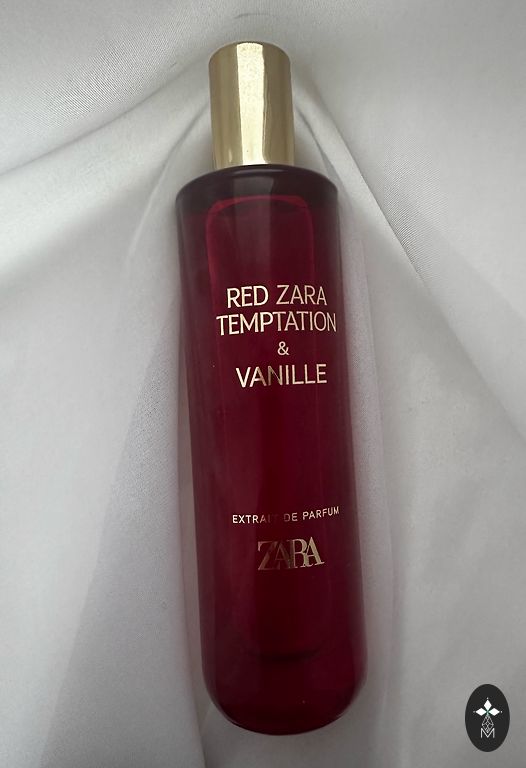 RED ZARA
TEMPTATION
&
VANILLE
EXTRAIT DE PARFUM
ZARA
M